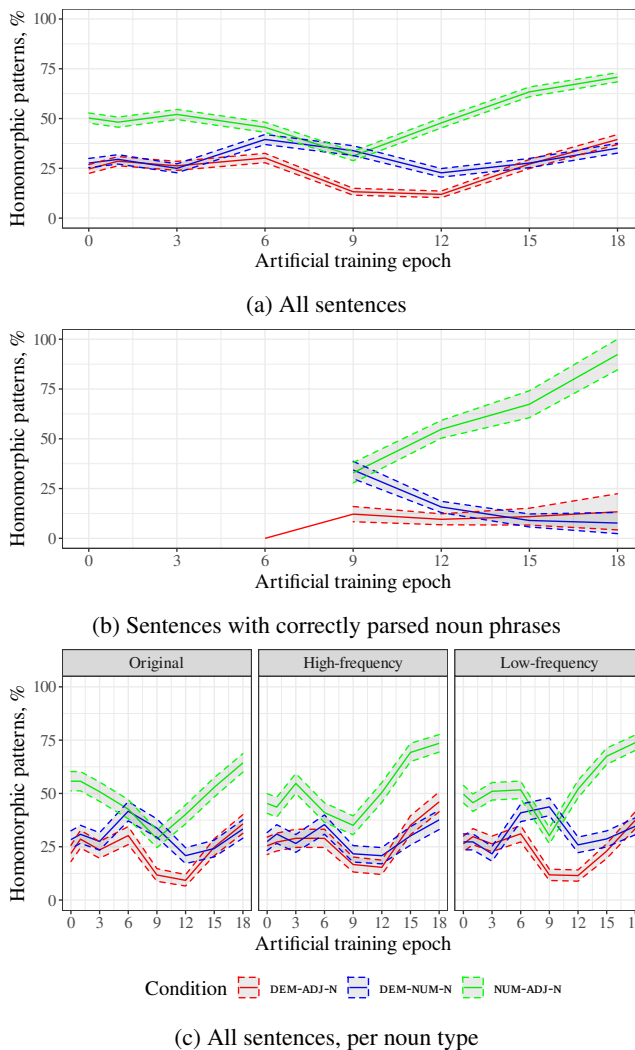 Homomorphic patterns, %
100
75
50
25
0
0 3 6 9 12 15 18
Artificial training epoch
(a) All sentences
Homomorphic patterns, %
100
75
50
25
0
0 3 6 9 12 15 18
Artificial training epoch
(b) Sentences with correctly parsed noun phrases
Original High-frequency Low-frequency
Homomorphic patterns, %
100
75
50
25
0
0 3 6 9 12 15 18 0 3 6 9 12 15 18 0 3 6 9 12 15
Artificial training epoch
Condition DEM-ADJ-N DEM-NUM-N NUM-ADJ-N
(c) All sentences, per noun type